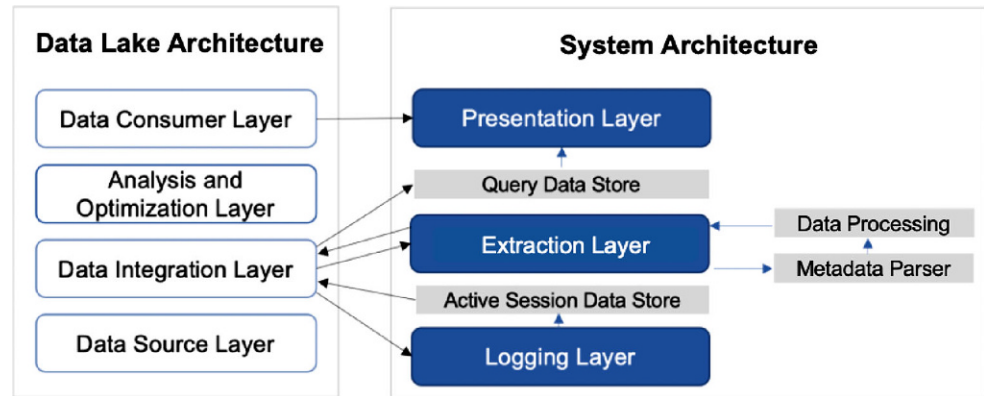 Data Lake Architecture
Data Consumer Layer
Analysis and
Optimization Layer
Data Integration Layer
Data Source Layer
System Architecture
Presentation Layer
Query Data Store
Extraction Layer
Data Processing
Metadata Parser
Active Session Data Store
Logging Layer